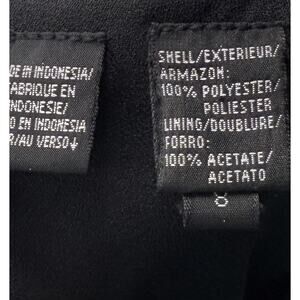 DE IN INDONESIA/
FABRIQUE EN
INDONESIE/
O EN INDONESIA
R/AU VERSO↓
SHELL/EXTERIEUR/
ARMAZON:
100% POLYESTER/
POLIESTER
LINING/DOUBLURE/
FORRO:
100% ACETATE/
ACETATO
0